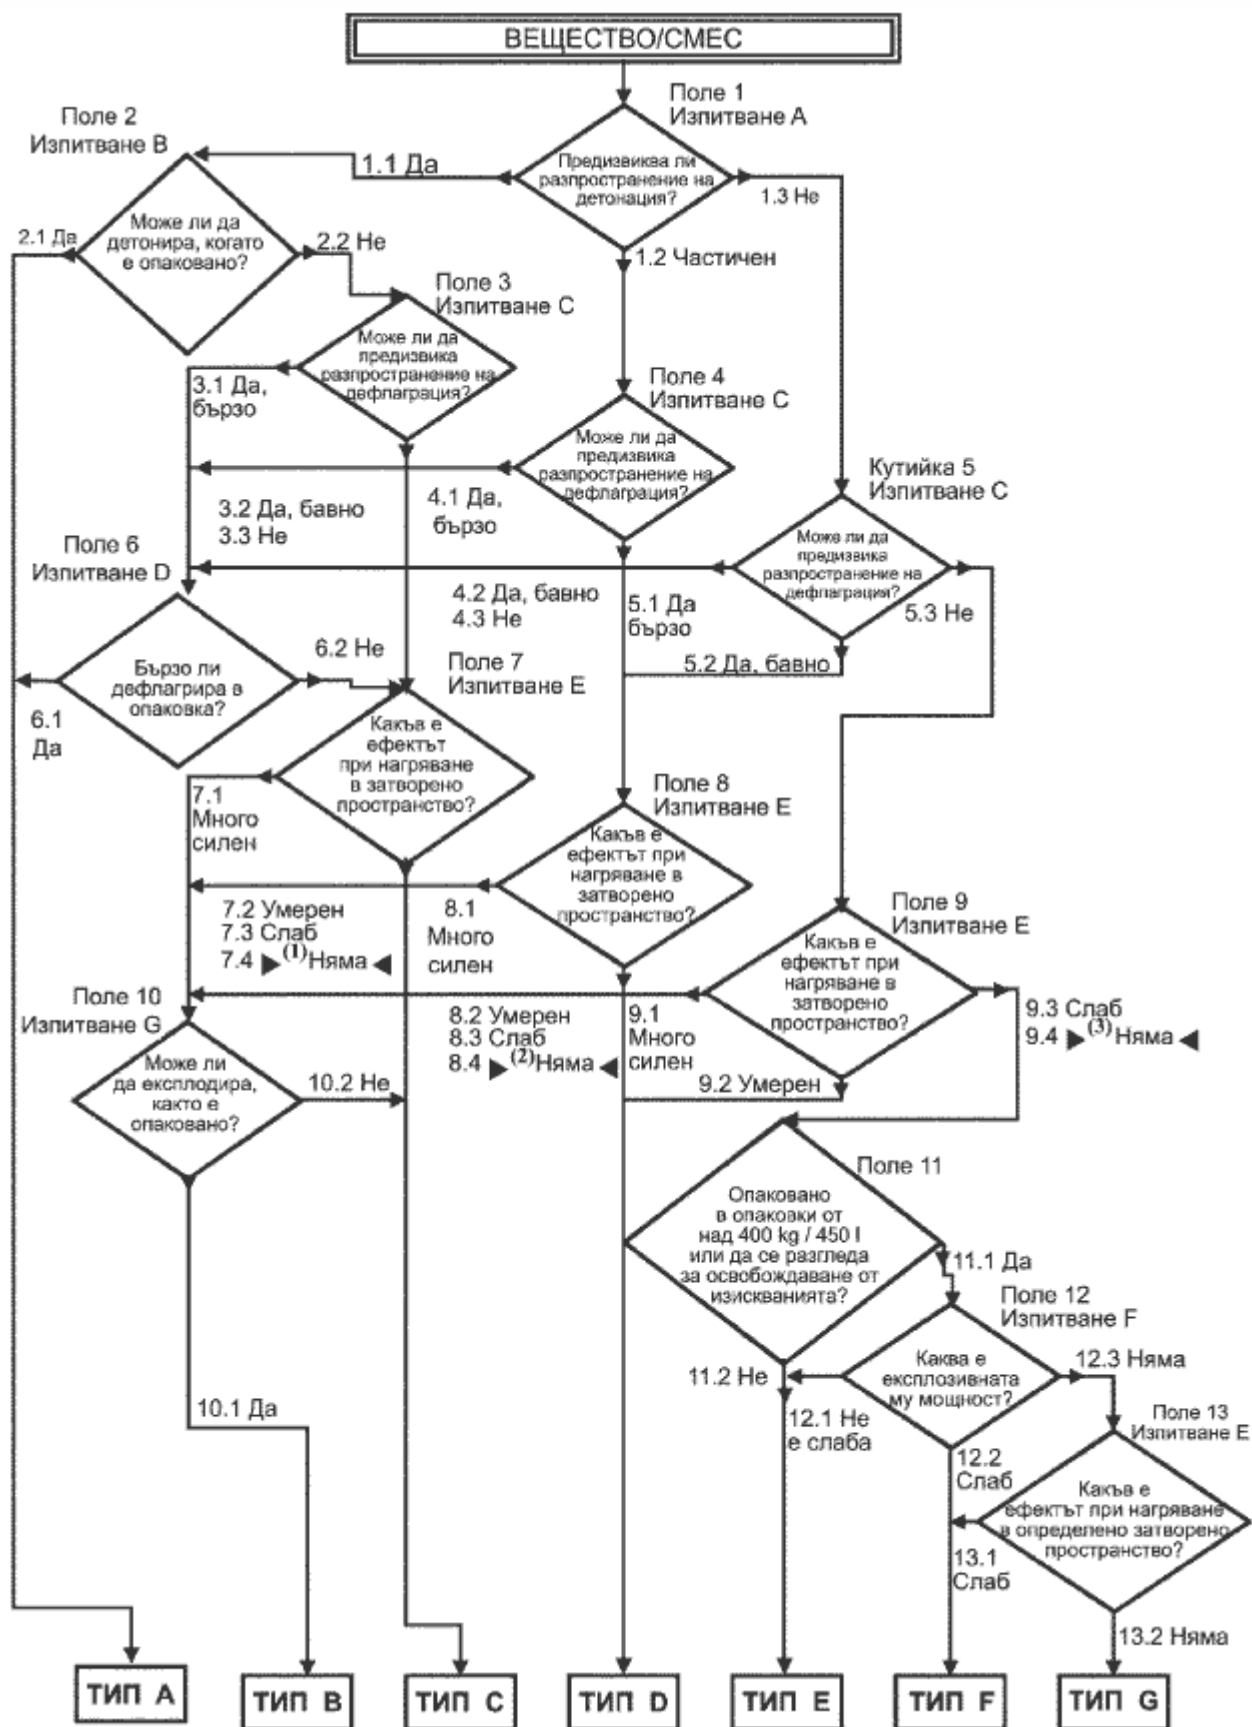 ВЕЩЕСТВО/СМЕС
Поле 1
Изпитване A
Предизвиква ли
разпространение на
детонация?
1.1 Да
1.3 Не
1.2 Частичен
Поле 2
Изпитване B
Може ли да
детонира, когато
е опаковано?
2.1 Да
2.2 Не
Поле 3
Изпитване C
Може ли да
предизвика
разпространение на
дефлаграция?
3.1 Да,
бързо
3.2 Да, бавно
3.3 Не
Поле 4
Изпитване C
Може ли да
предизвика
разпространение на
дефлаграция?
4.1 Да,
бързо
4.2 Да, бавно
4.3 Не
Кутийка 5
Изпитване C
Може ли да
предизвика
разпространение на
дефлаграция?
5.1 Да
бързо
5.2 Да, бавно
5.3 Не
Поле 6
Изпитване D
Бързо ли
дефлагрира в
опаковка?
6.1
Да
6.2 Не
Поле 7
Изпитване E
Какъв е
ефектът
при нагряване
в затворено
пространство?
7.1
Много
силен
7.2 Умерен
7.3 Слаб
7.4 ►(1)Няма ◄
Поле 8
Изпитване E
Какъв е
ефектът при
нагряване в
затворено
пространство?
8.1
Много
силен
8.2 Умерен
8.3 Слаб
8.4 ►(2)Няма ◄
Поле 9
Изпитване E
Какъв е
ефектът при
нагряване в
затворено
пространство?
9.1
Много
силен
9.2 Умерен
9.3 Слаб
9.4 ►(3)Няма ◄
Поле 10
Изпитване G
Може ли
да експлодира,
както е
опаковано?
10.1 Да
10.2 Не
Поле 11
Опаковано
в опаковки от
над 400 kg / 450 l
или да се разгледа
за освобождаване от
изискванията?
11.1 Да
11.2 Не
Поле 12
Изпитване F
Каква е
експлозивната
му мощност?
12.1 Не
е слаба
12.2
Слаб
12.3 Няма
Поле 13
Изпитване E
Какъв е
ефектът при нагряване
в определено затворено
пространство?
13.1
Слаб
13.2 Няма
ТИП A
ТИП B
ТИП C
ТИП D
ТИП E
ТИП F
ТИП G